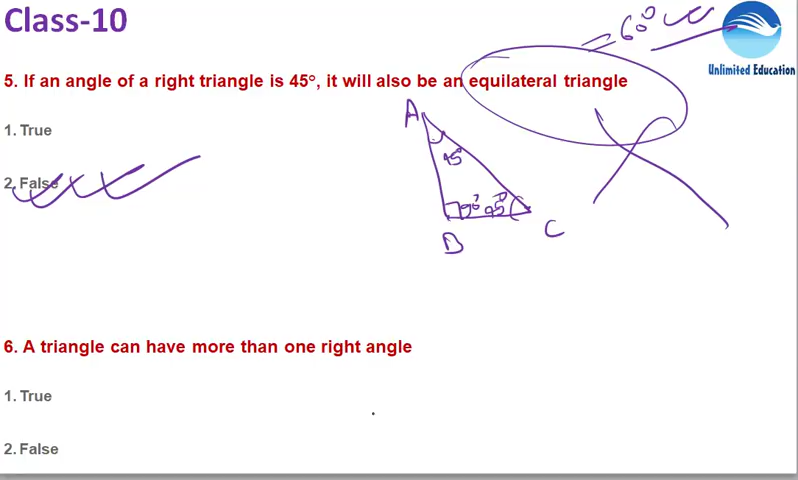 Class-10
= 60°
Unlimited Education
5. If an angle of a right triangle is 45°, it will also be an equilateral triangle
1. True
2. False
A
45°
90° 45°
B
C
6. A triangle can have more than one right angle
1. True
2. False